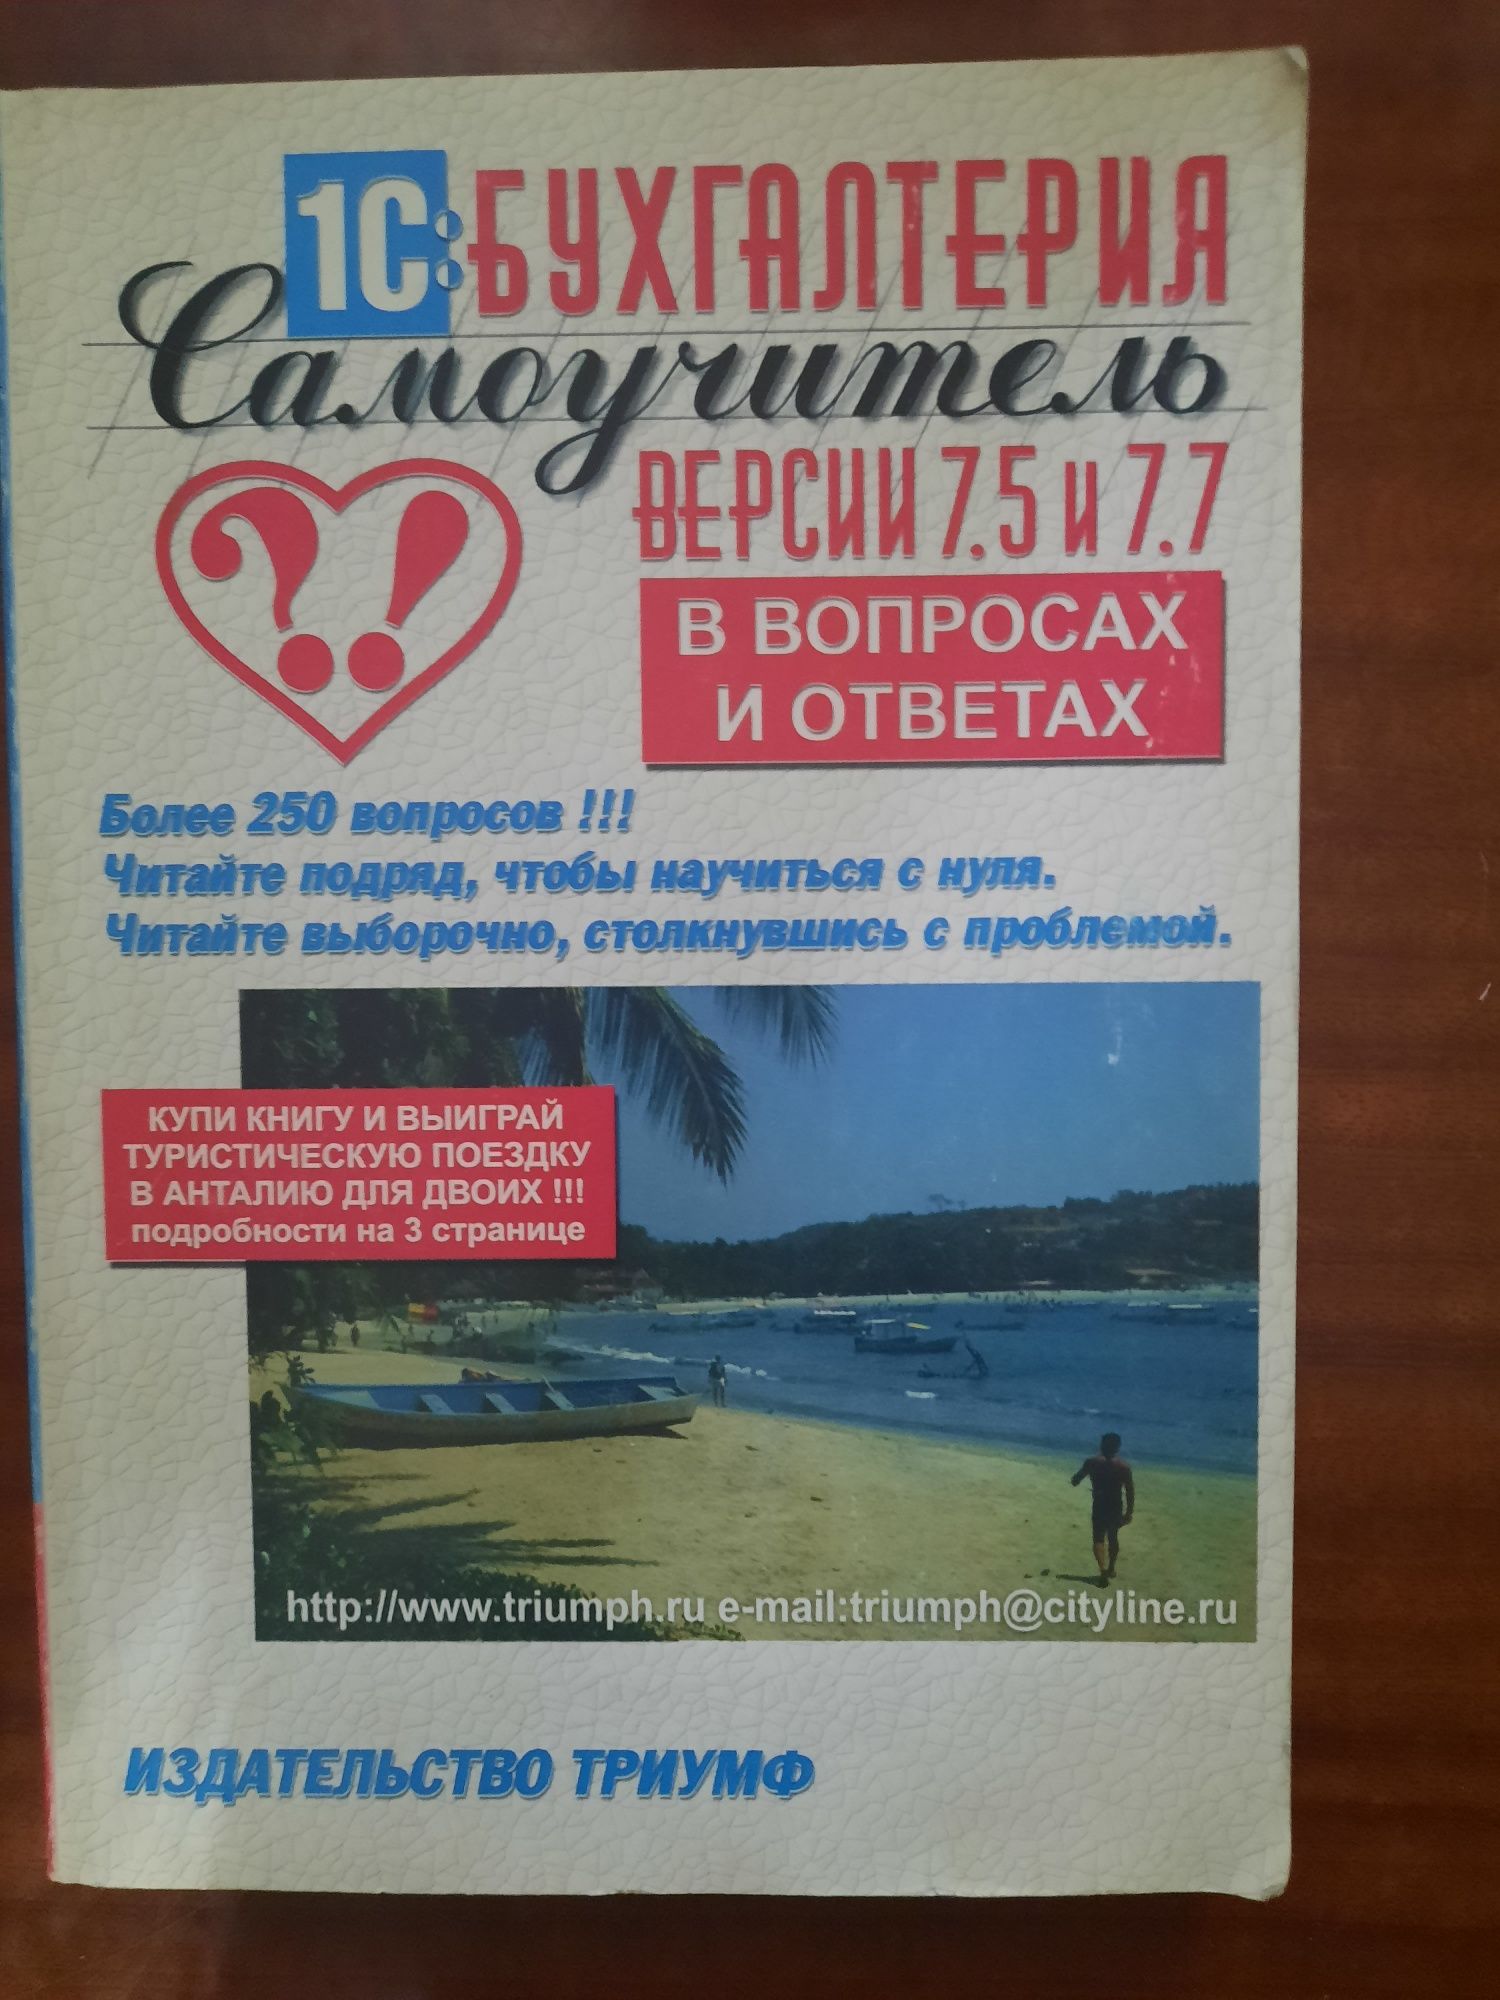 1С:БУХГАЛТЕРИЯ
Самоучитель
?!
ВЕРСИИ 7.5 и 7.7
В ВОПРОСАХ
И ОТВЕТАХ
Более 250 вопросов !!!
Читайте подряд, чтобы научиться с нуля.
Читайте выборочно, столкнувшись с проблемой.
КУПИ КНИГУ И ВЫИГРАЙ
ТУРИСТИЧЕСКУЮ ПОЕЗДКУ
В АНТАЛИЮ ДЛЯ ДВОИХ !!!
подробности на 3 странице
http://www.triumph.ru e-mail:triumph@cityline.ru
ИЗДАТЕЛЬСТВО ТРИУМФ